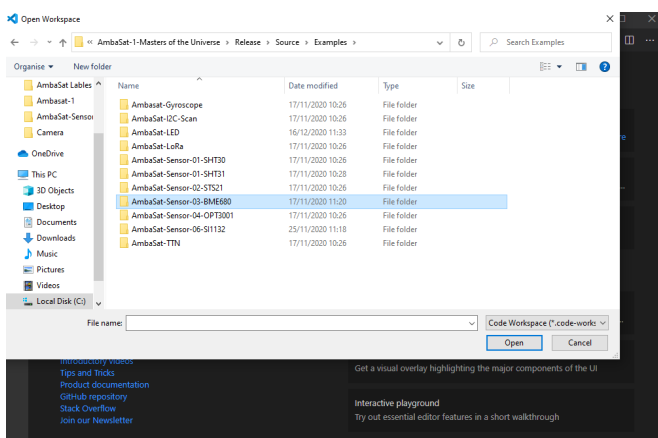 Open Workspace
« AmbaSat-1-Masters of the Universe > Release > Source > Examples >
Search Examples
Organise
New folder
AmbaSat Lables
Ambasat-1
AmbaSat-Sensor
Camera
OneDrive
This PC
3D Objects
Desktop
Documents
Downloads
Music
Pictures
Videos
Local Disk (C:)
Name Date modified Type Size
Ambasat-Gyroscope 17/11/2020 10:26 File folder
AmbaSat-I2C-Scan 17/11/2020 10:26 File folder
AmbaSat-LED 16/12/2020 11:33 File folder
AmbaSat-LoRa 17/11/2020 10:26 File folder
AmbaSat-Sensor-01-SHT30 17/11/2020 10:26 File folder
AmbaSat-Sensor-01-SHT31 17/11/2020 10:28 File folder
AmbaSat-Sensor-02-STS21 17/11/2020 10:26 File folder
AmbaSat-Sensor-03-BME680 17/11/2020 11:20 File folder
AmbaSat-Sensor-04-OPT3001 17/11/2020 10:26 File folder
AmbaSat-Sensor-06-SI1132 25/11/2020 11:18 File folder
AmbaSat-TTN 17/11/2020 10:26 File folder
File name:
Code Workspace (*.code-works
Open
Cancel
Introductory videos
Tips and Tricks
Product documentation
GitHub repository
Stack Overflow
Join our Newsletter
Get a visual overlay highlighting the major components of the UI
Interactive playground
Try out essential editor features in a short walkthrough